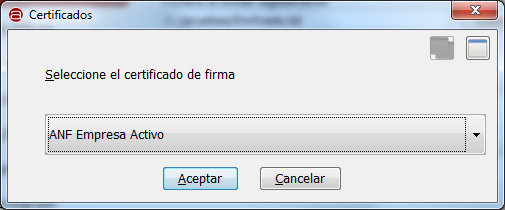 Certificados
Seleccione el certificado de firma
ANF Empresa Activo
Aceptar
Cancelar